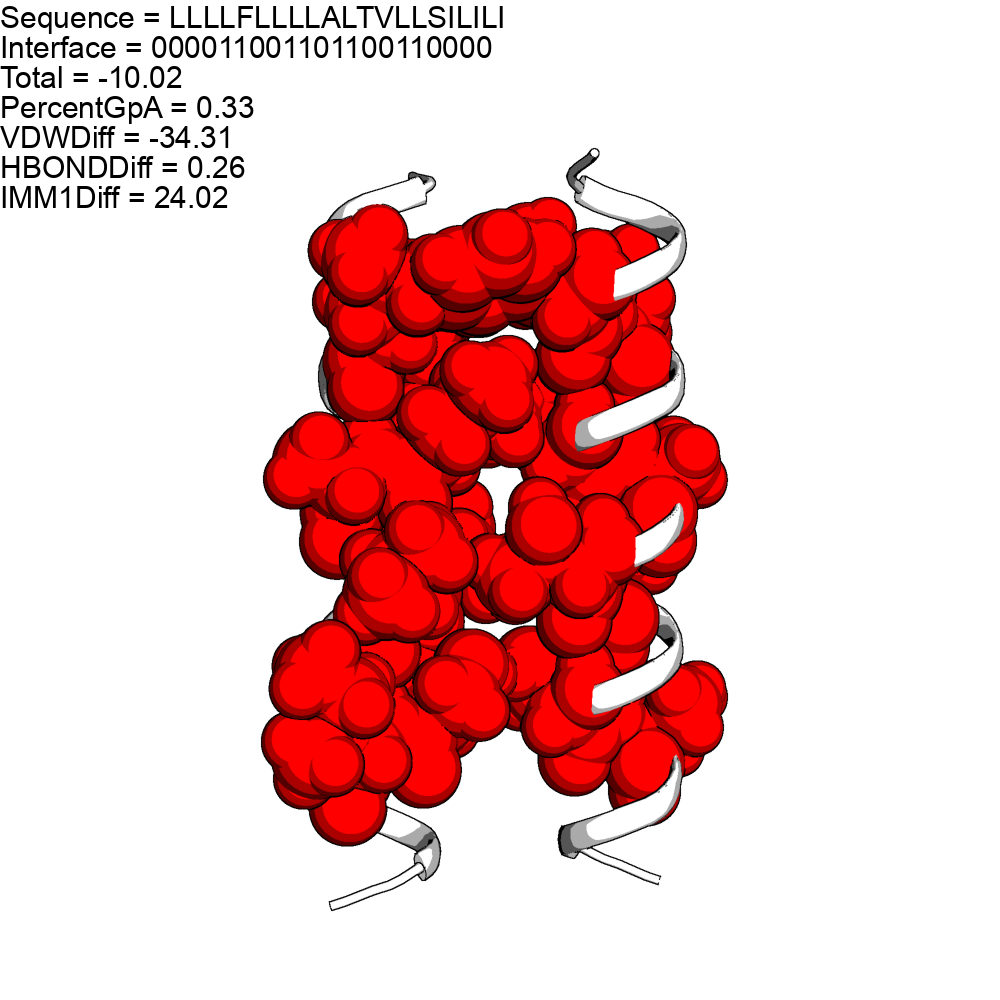 Sequence = LLLLFLLLLALTVLLSILILI
Interface = 000011001101100110000
Total = -10.02
PercentGpA = 0.33
VDWDiff = -34.31
HBONDDiff = 0.26
IMM1Diff = 24.02